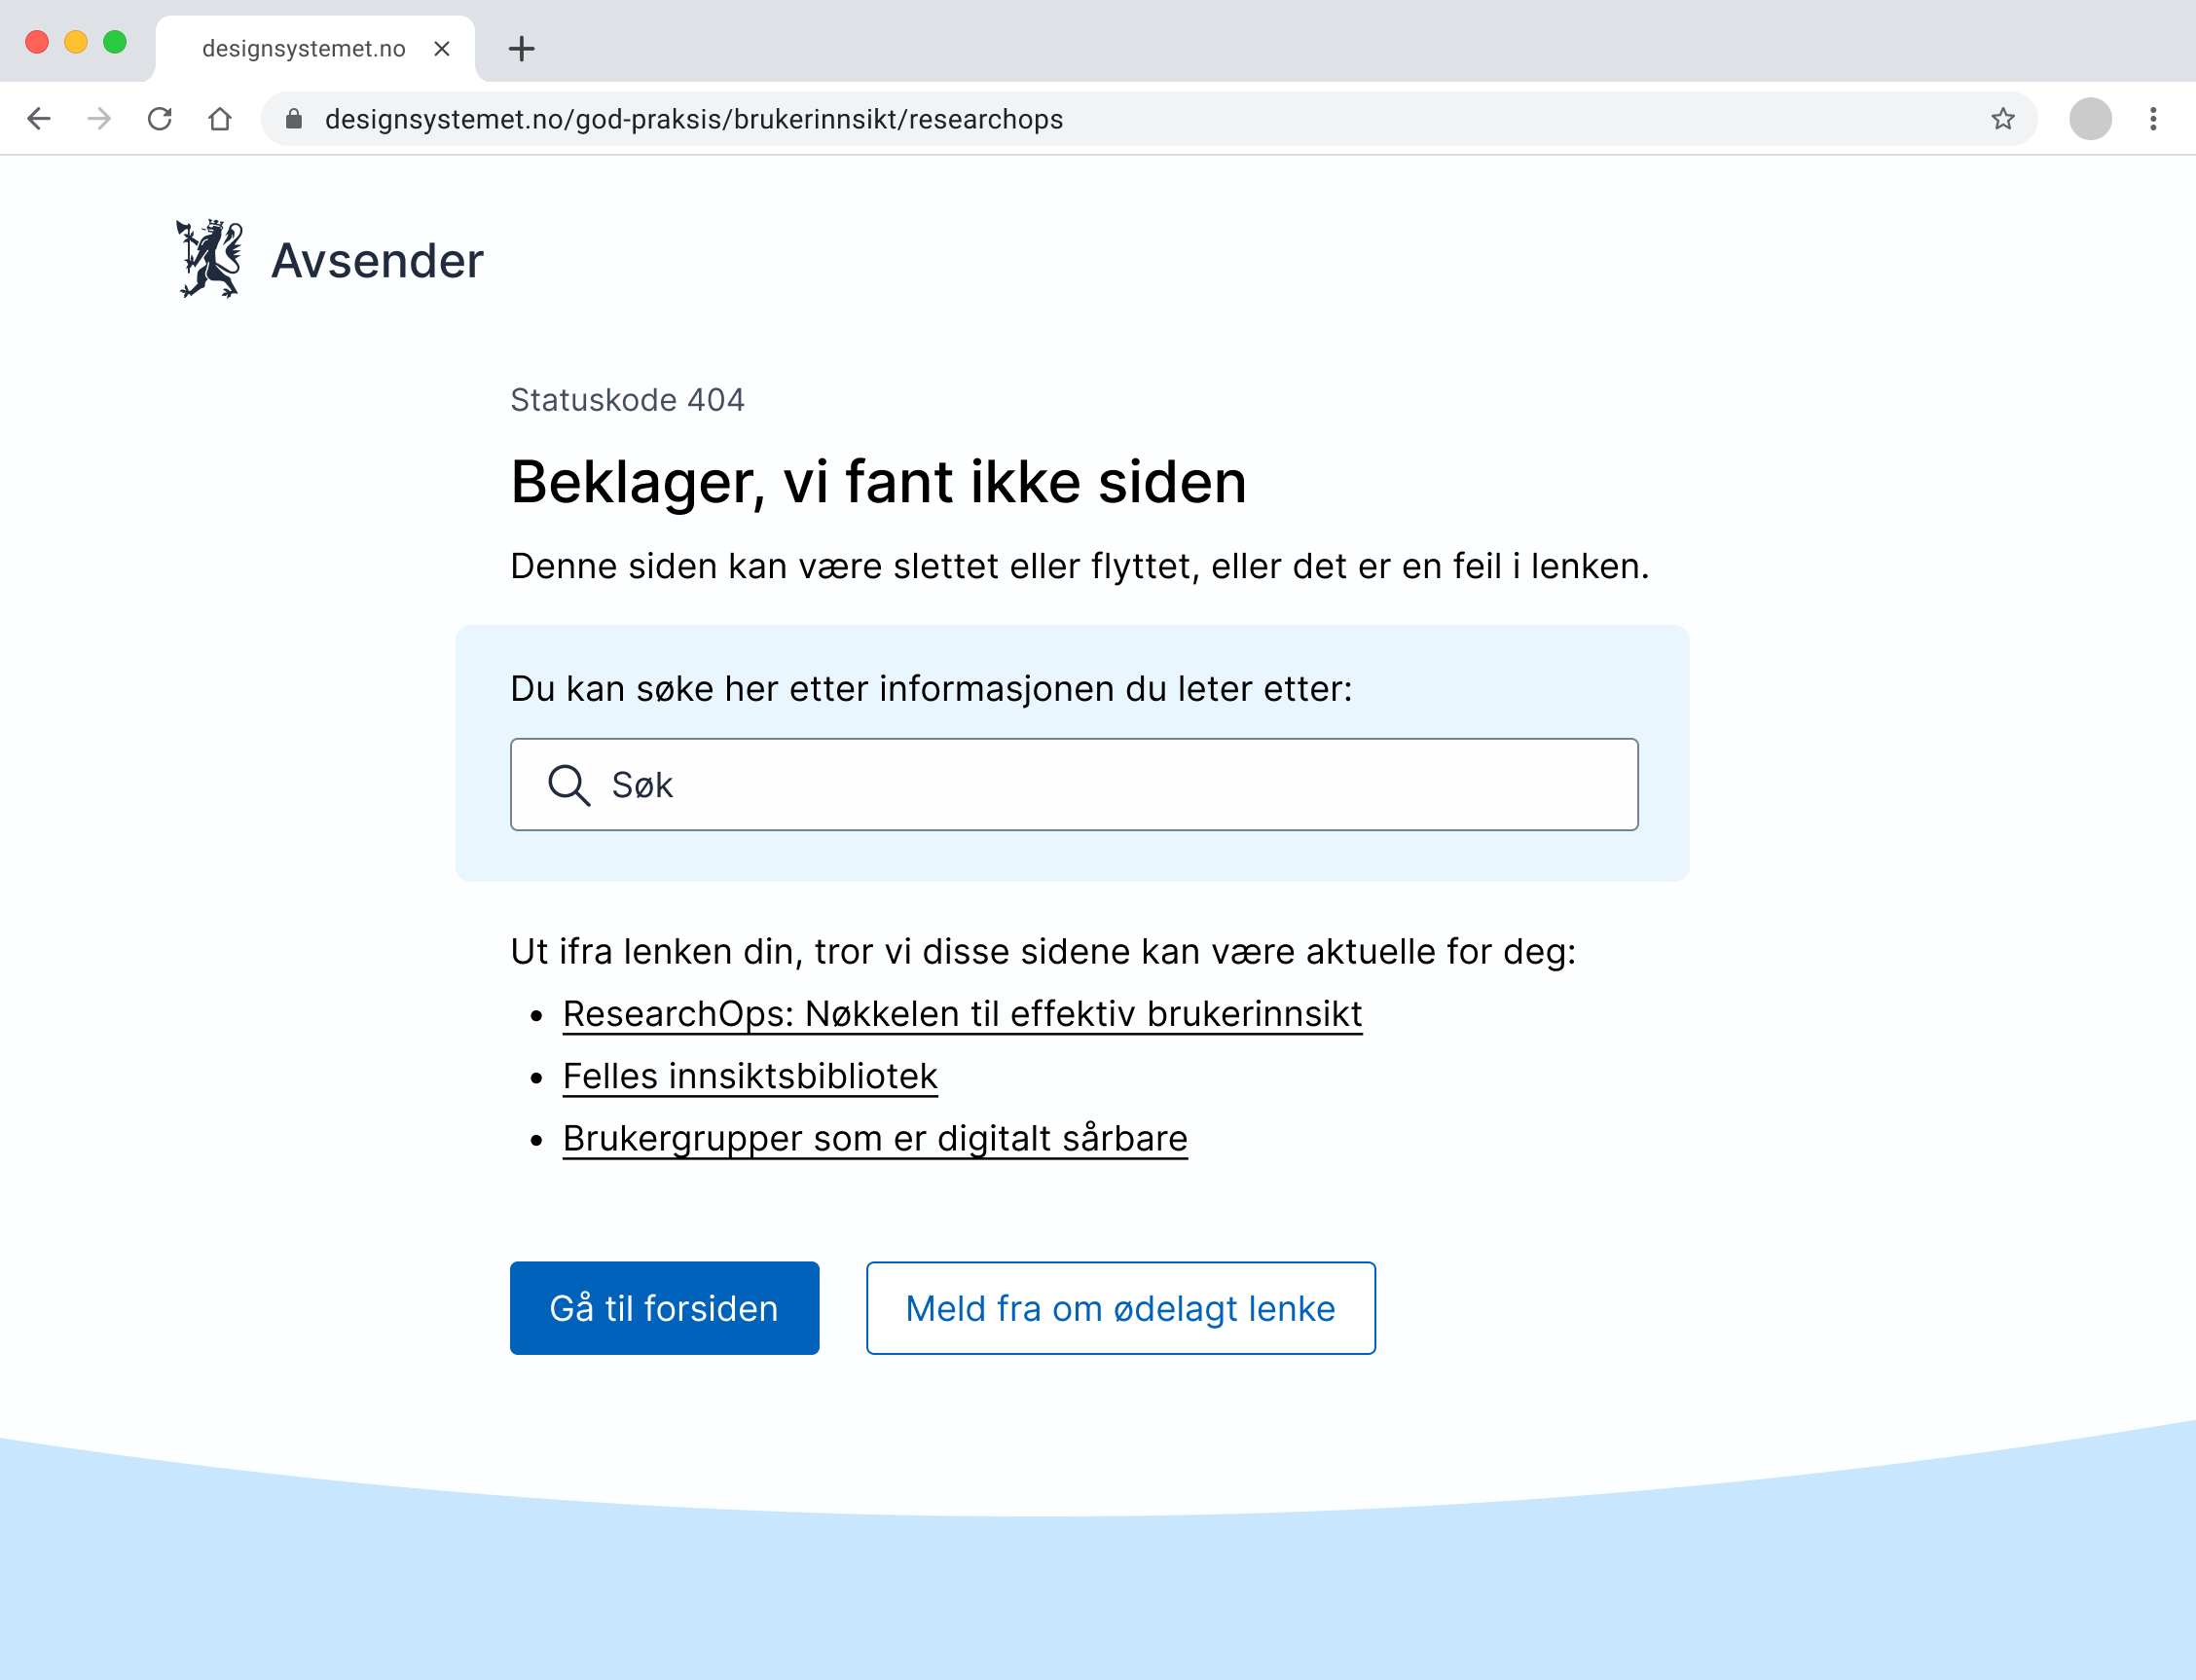 designsystemet.no
designsystemet.no/god-praksis/brukerinnsikt/researchops
Avsender
Statuskode 404
Beklager, vi fant ikke siden
Denne siden kan være slettet eller flyttet, eller det er en feil i lenken.
Du kan søke her etter informasjonen du leter etter:
Søk
Ut ifra lenken din, tror vi disse sidene kan være aktuelle for deg:
ResearchOps: Nøkkelen til effektiv brukerinnsikt
Felles innsiktsbibliotek
Brukergrupper som er digitalt sårbare
Gå til forsiden
Meld fra om ødelagt lenke